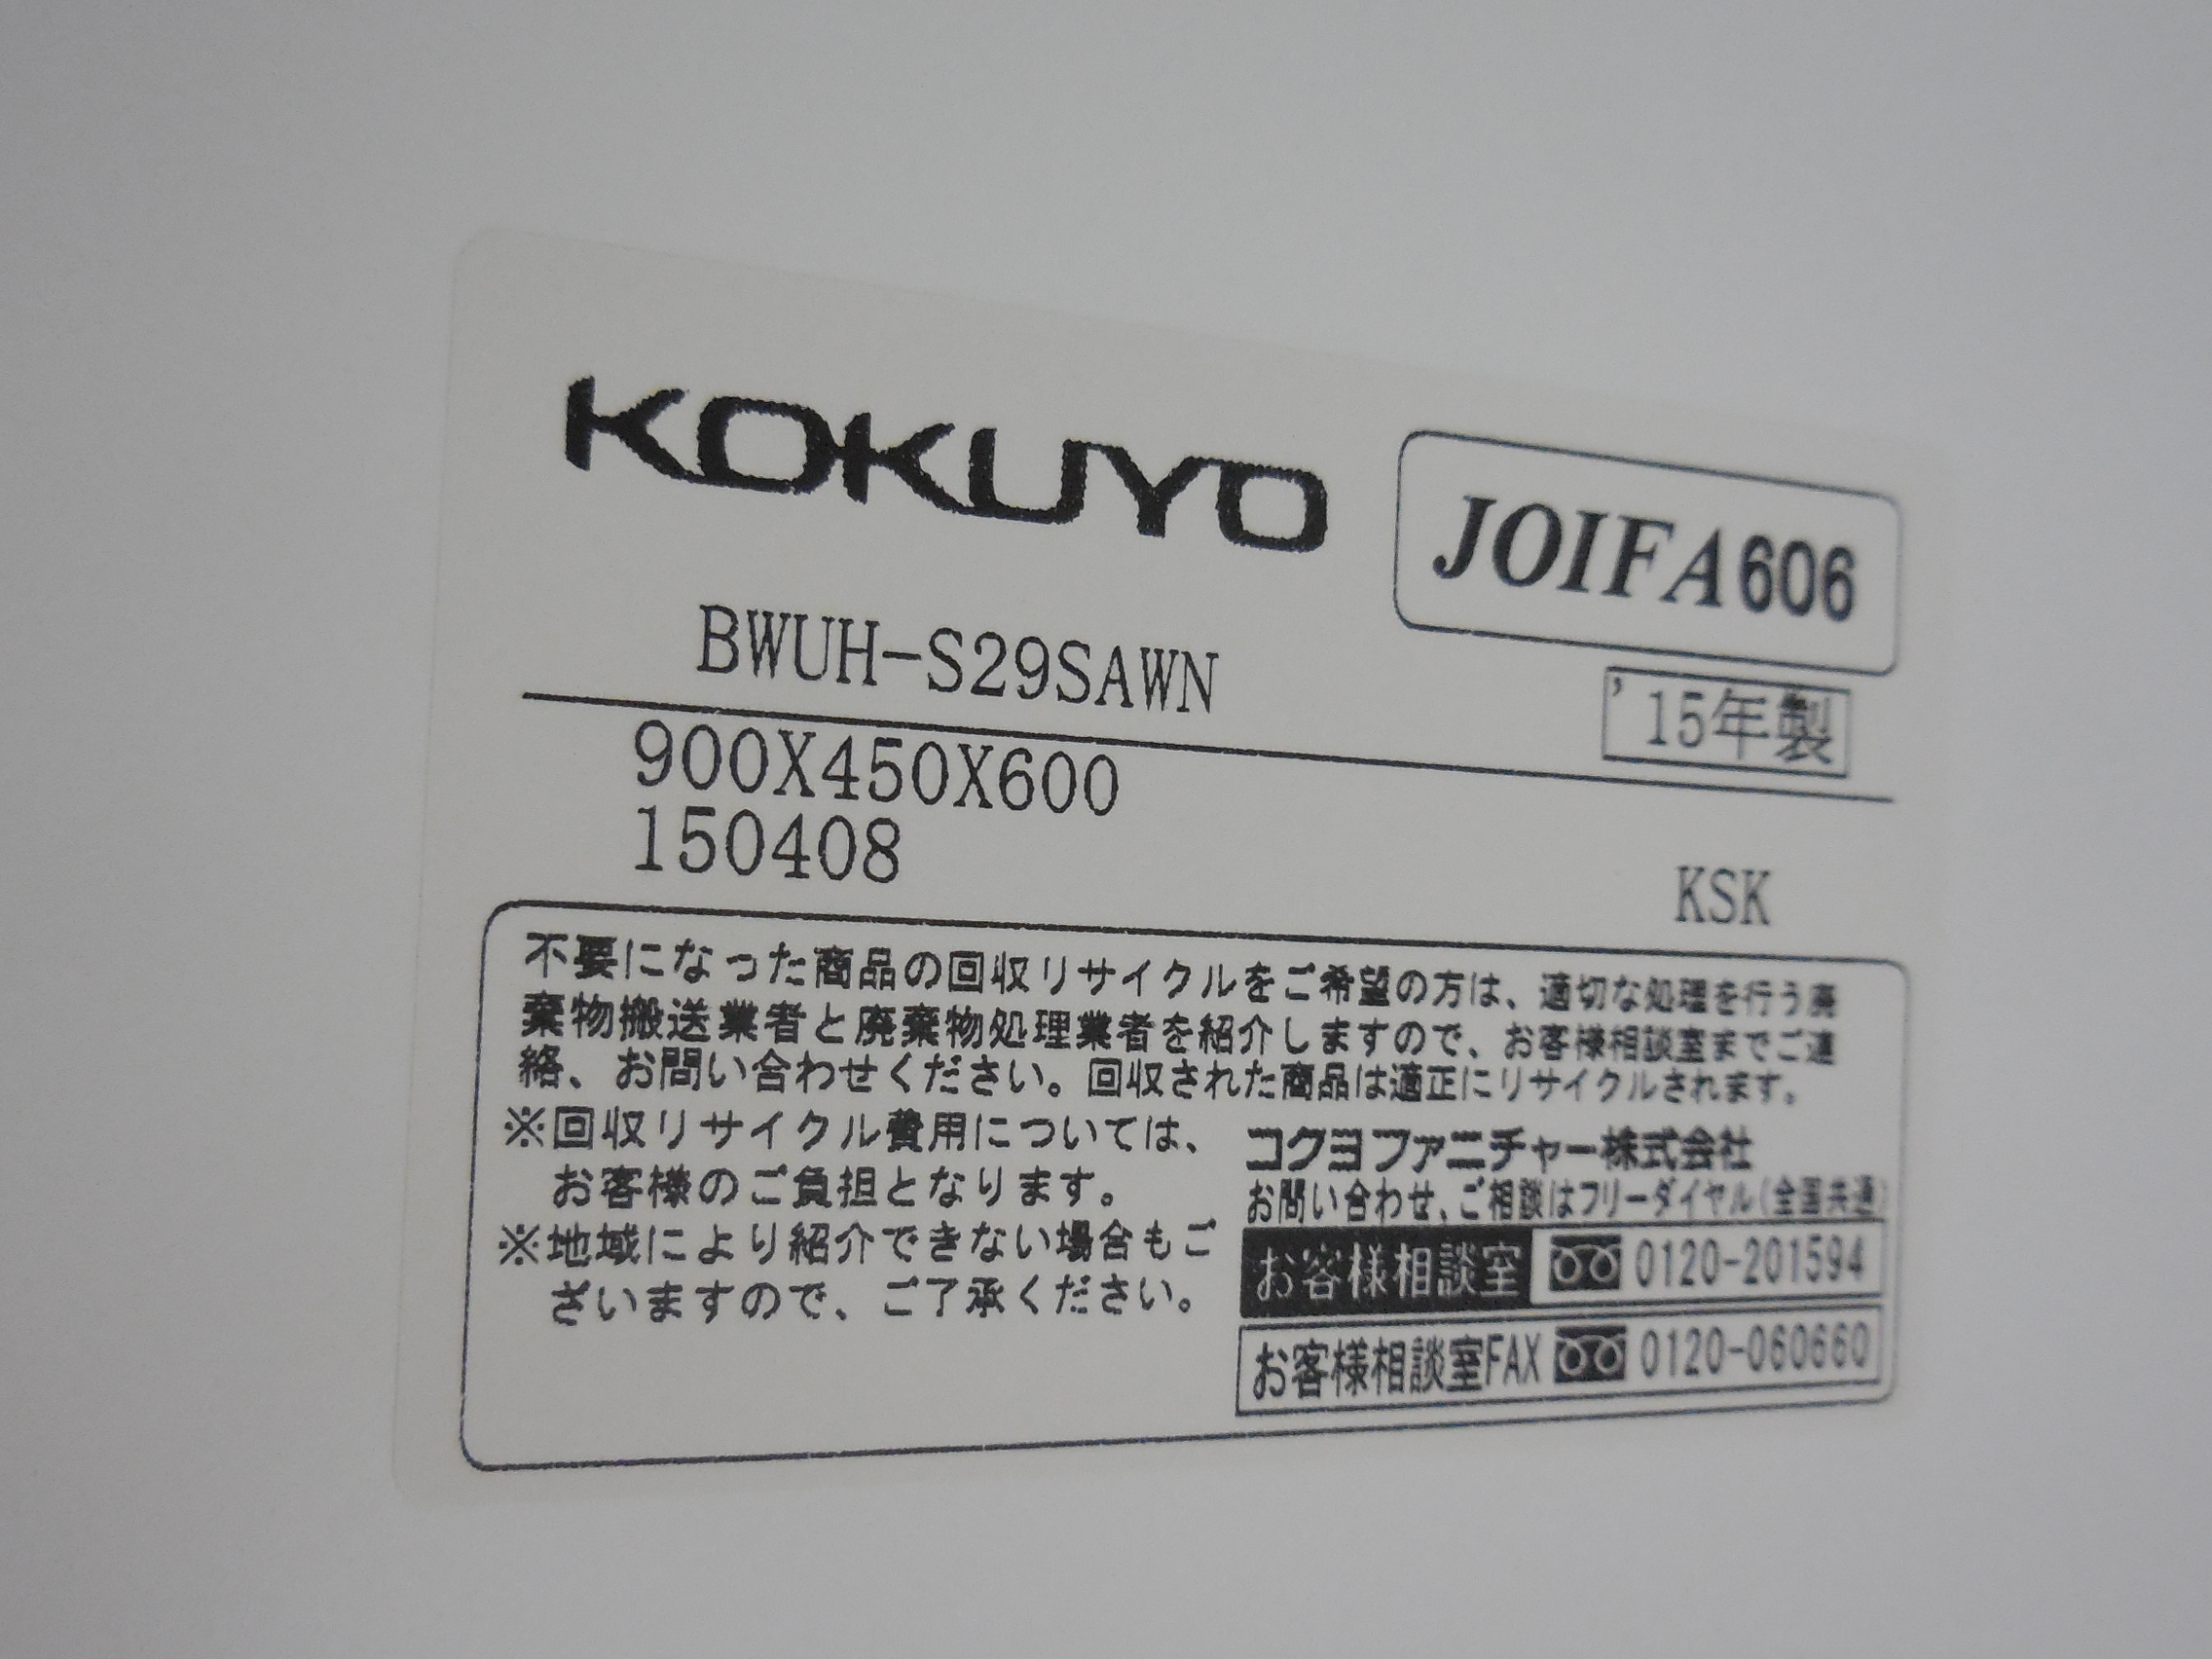 KOKUYO
JOIFA606
BWUH-S29SAWN
'15年製
900X450X600
150408
KSK
不要になった商品の回収リサイクルをご希望の方は、適切な処理を行う廃
棄物搬送業者と廃棄物処理業者を紹介しますので、お客様相談室までご連
絡、お問い合わせください。回収された商品は適正にリサイクルされます。
※回収リサイクル費用については、
お客様のご負担となります。
※地域により紹介できない場合もご
ざいますので、ご了承ください。
コクヨファニチャー株式会社
お問い合わせ、ご相談はフリーダイヤル(全国共通)
お客様相談室 0120-201594
お客様相談室FAX 0120-060660